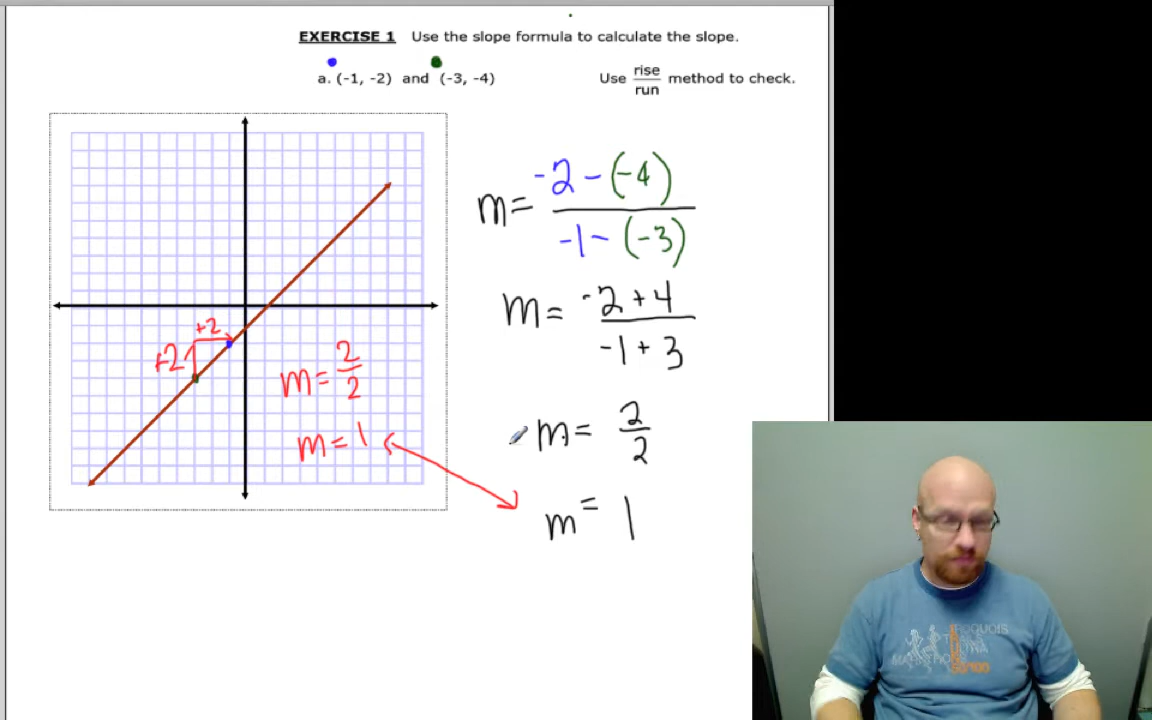 EXERCISE 1 Use the slope formula to calculate the slope.
a. (-1, -2) and (-3, -4)
Use rise/run method to check.
m = -2 - (-4)
-1 - (-3)
m = -2 + 4
-1 + 3
m = 2/2
m = 1
+2
+2
m = 2/2
m = 1
ROQUOIS